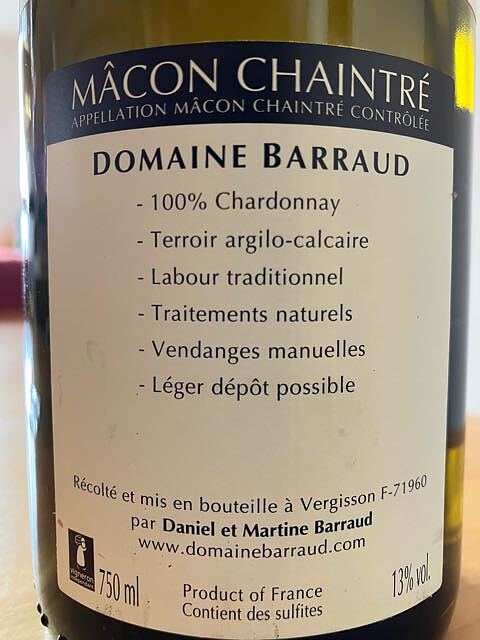 MÂCON CHAINTRÉ
APPELLATION MÂCON CHAINTRÉ CONTRÔLÉE
DOMAINE BARRAUD
- 100% Chardonnay
- Terroir argilo-calcaire
- Labour traditionnel
- Traitements naturels
- Vendanges manuelles
- Léger dépôt possible
Récolté et mis en bouteille à Vergisson F-71960
par Daniel et Martine Barraud
www.domainebarraud.com
vigneron
750 ml
Product of France
13% vol.
Contient des sulfites